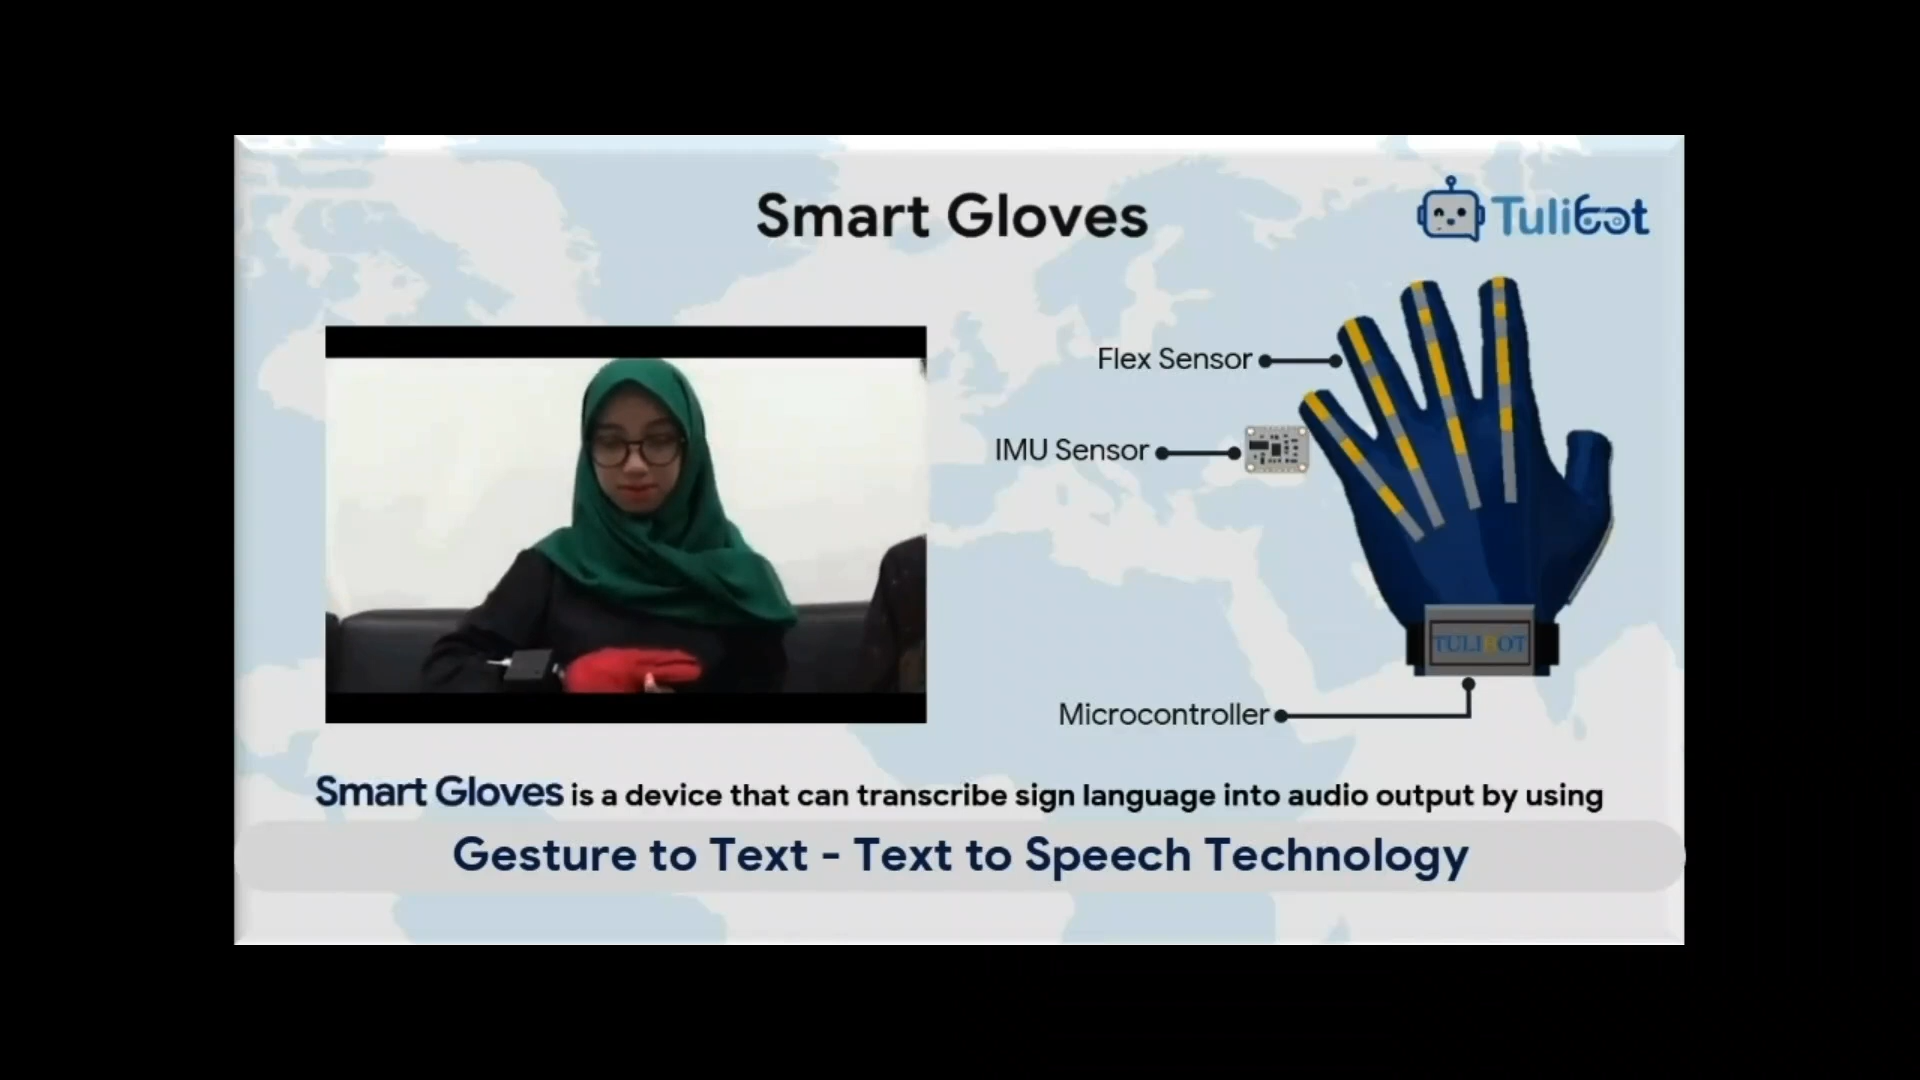 Smart Gloves
Tulibot
Flex Sensor
IMU Sensor
TULIBOT
Microcontroller
Smart Gloves is a device that can transcribe sign language into audio output by using
Gesture to Text - Text to Speech Technology